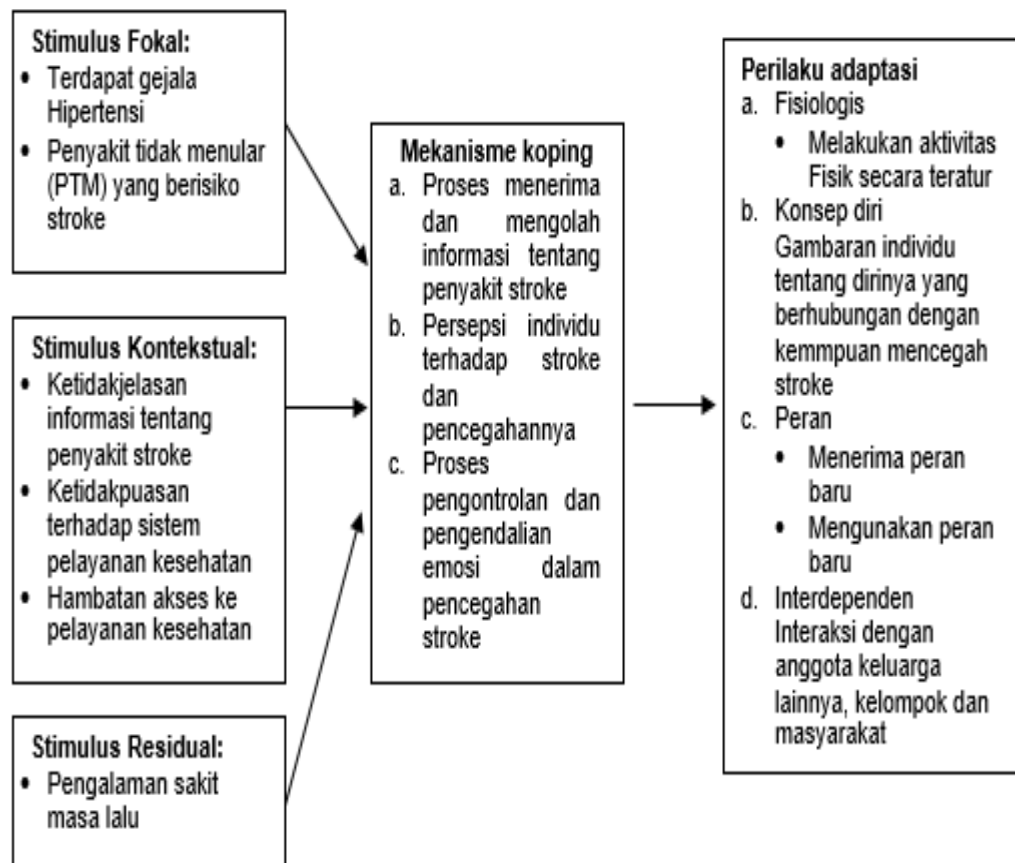 Stimulus Fokal:
• Terdapat gejala
Hipertensi
• Penyakit tidak menular
(PTM) yang berisiko
stroke
Stimulus Kontekstual:
• Ketidakjelasan
informasi tentang
penyakit stroke
• Ketidakpuasan
terhadap sistem
pelayanan kesehatan
• Hambatan akses ke
pelayanan kesehatan
Stimulus Residual:
• Pengalaman sakit
masa lalu
Mekanisme koping
a. Proses menerima
dan mengolah
informasi tentang
penyakit stroke
b. Persepsi individu
terhadap stroke
dan
pencegahannya
c. Proses
pengontrolan dan
pengendalian
emosi dalam
pencegahan
stroke
Perilaku adaptasi
a. Fisiologis
• Melakukan aktivitas
Fisik secara teratur
b. Konsep diri
Gambaran individu
tentang dirinya yang
berhubungan dengan
kemmpuan mencegah
stroke
c. Peran
• Menerima peran
baru
• Mengunakan peran
baru
d. Interdependen
Interaksi dengan
anggota keluarga
lainnya, kelompok dan
masyarakat